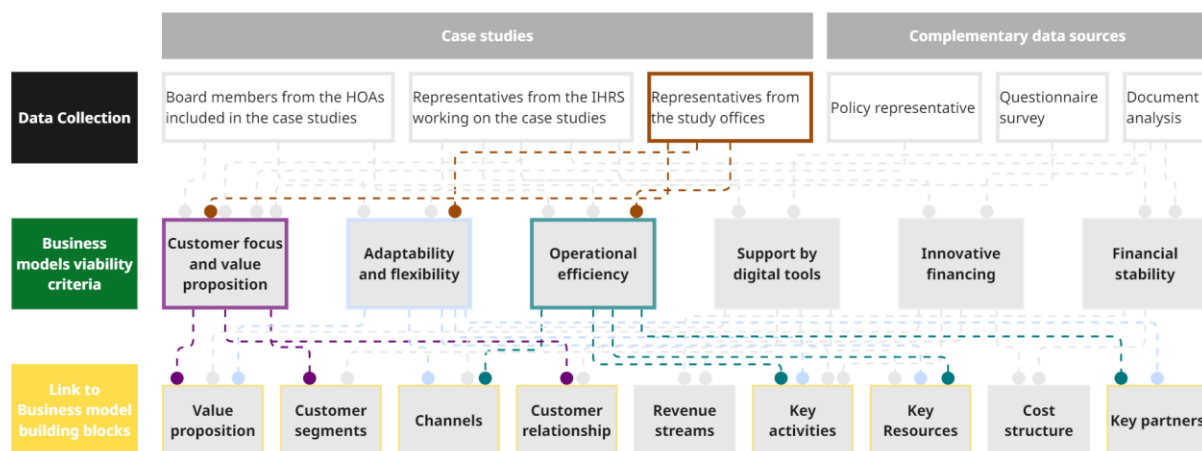 Case studies
Complementary data sources
Data Collection
Board members from the HOAs
included in the case studies
Representatives from the IHRS
working on the case studies
Representatives from
the study offices
Policy representative
Questionnaire
survey
Document
analysis
Business
models viability
criteria
Customer focus
and value
proposition
Adaptability
and flexibility
Operational
efficiency
Support by
digital tools
Innovative
financing
Financial
stability
Link to
Business model
building blocks
Value
proposition
Customer
segments
Channels
Customer
relationship
Revenue
streams
Key
activities
Key
Resources
Cost
structure
Key partners